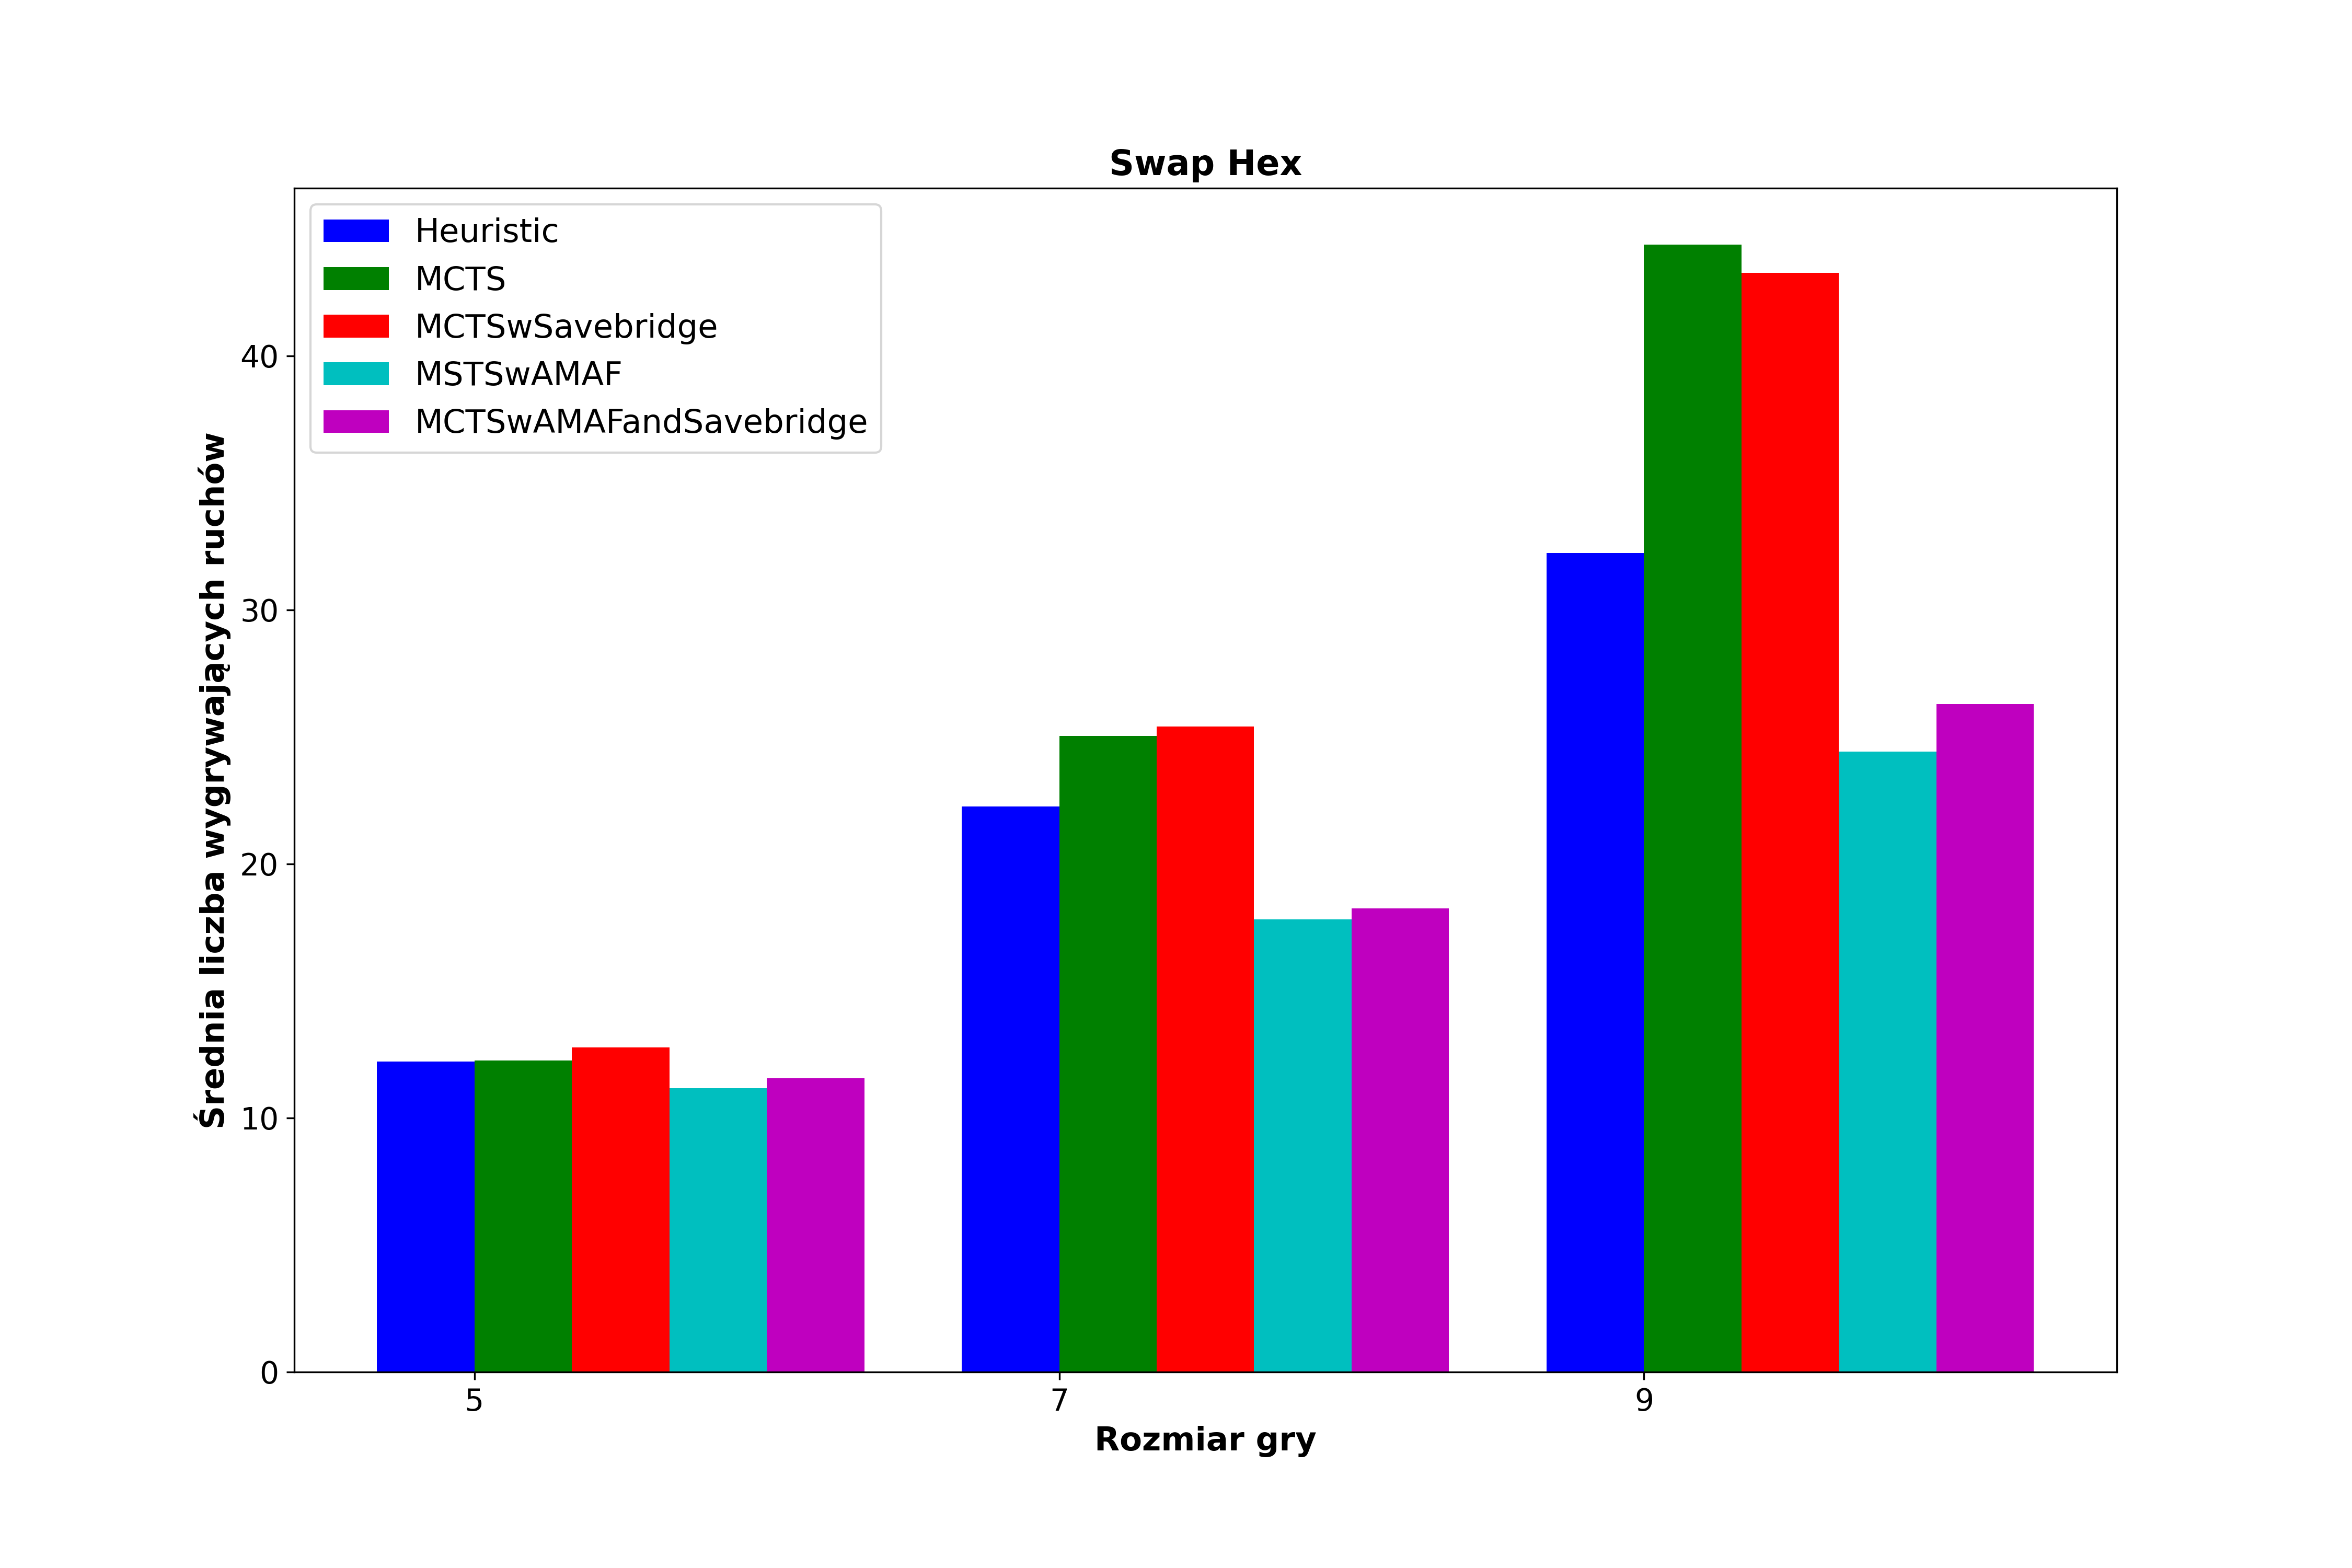 Swap Hex
Heuristic
MCTS
MCTSwSavebridge
MSTSwAMAF
MCTSwAMAFandSavebridge
Średnia liczba wygrywających ruchów
40
30
20
10
0
5 7 9
Rozmiar gry